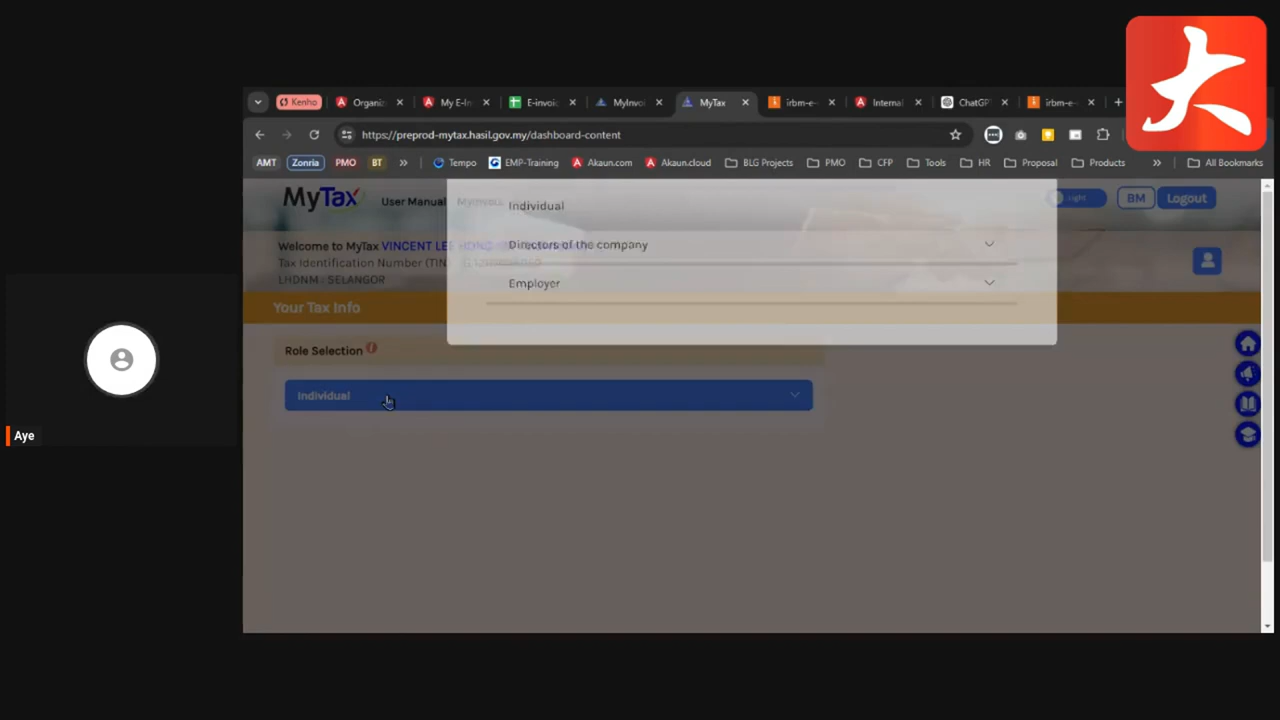 大
Kenho
Organi:
My E-In
E-invoic
MyInvoi
MyTax
irbm-e-
Internal
ChatGP
irbm-e-
https://preprod-mytax.hasil.gov.my/dashboard-content
AMT
Zonria
PMO
BT
»
Tempo
EMP-Training
Akaun.com
Akaun.cloud
BLG Projects
PMO
CFP
Tools
HR
Proposal
Products
»
All Bookmarks
MyTax
User Manual
Light
BM
Logout
Individual
Welcome to MyTax VINCENT LEE
Directors of the company
Tax Identification Number (TIN)
LHDNM - SELANGOR
Employer
Your Tax Info
Role Selection
Individual
Aye